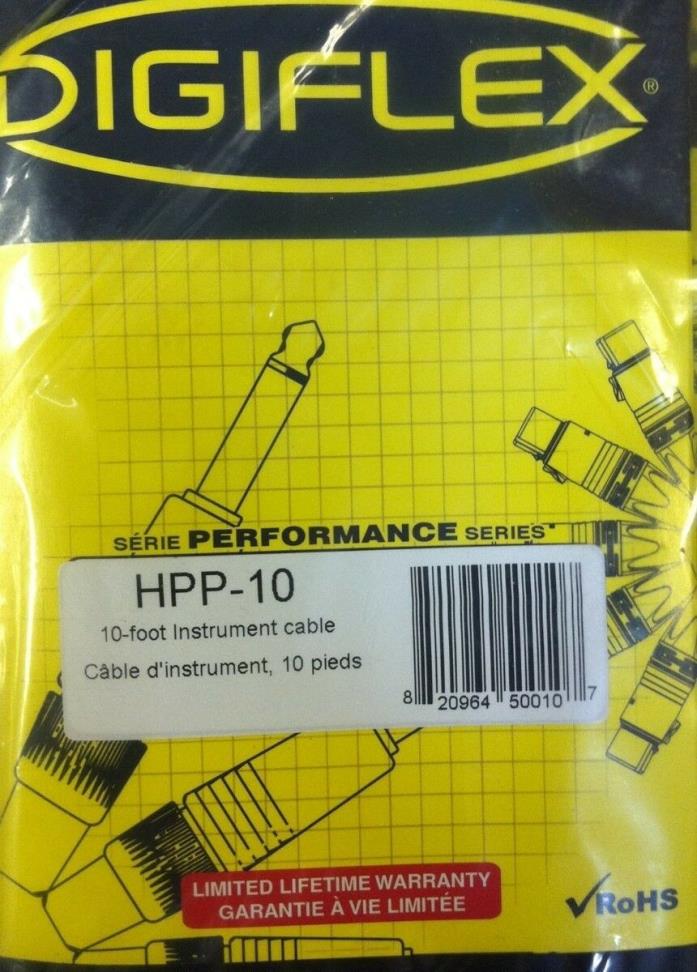 DIGIFLEX®
SÉRIE PERFORMANCE SERIES
HPP-10
10-foot Instrument cable
Câble d'instrument, 10 pieds
8 20964 50010 7
LIMITED LIFETIME WARRANTY
GARANTIE À VIE LIMITÉE
RoHS